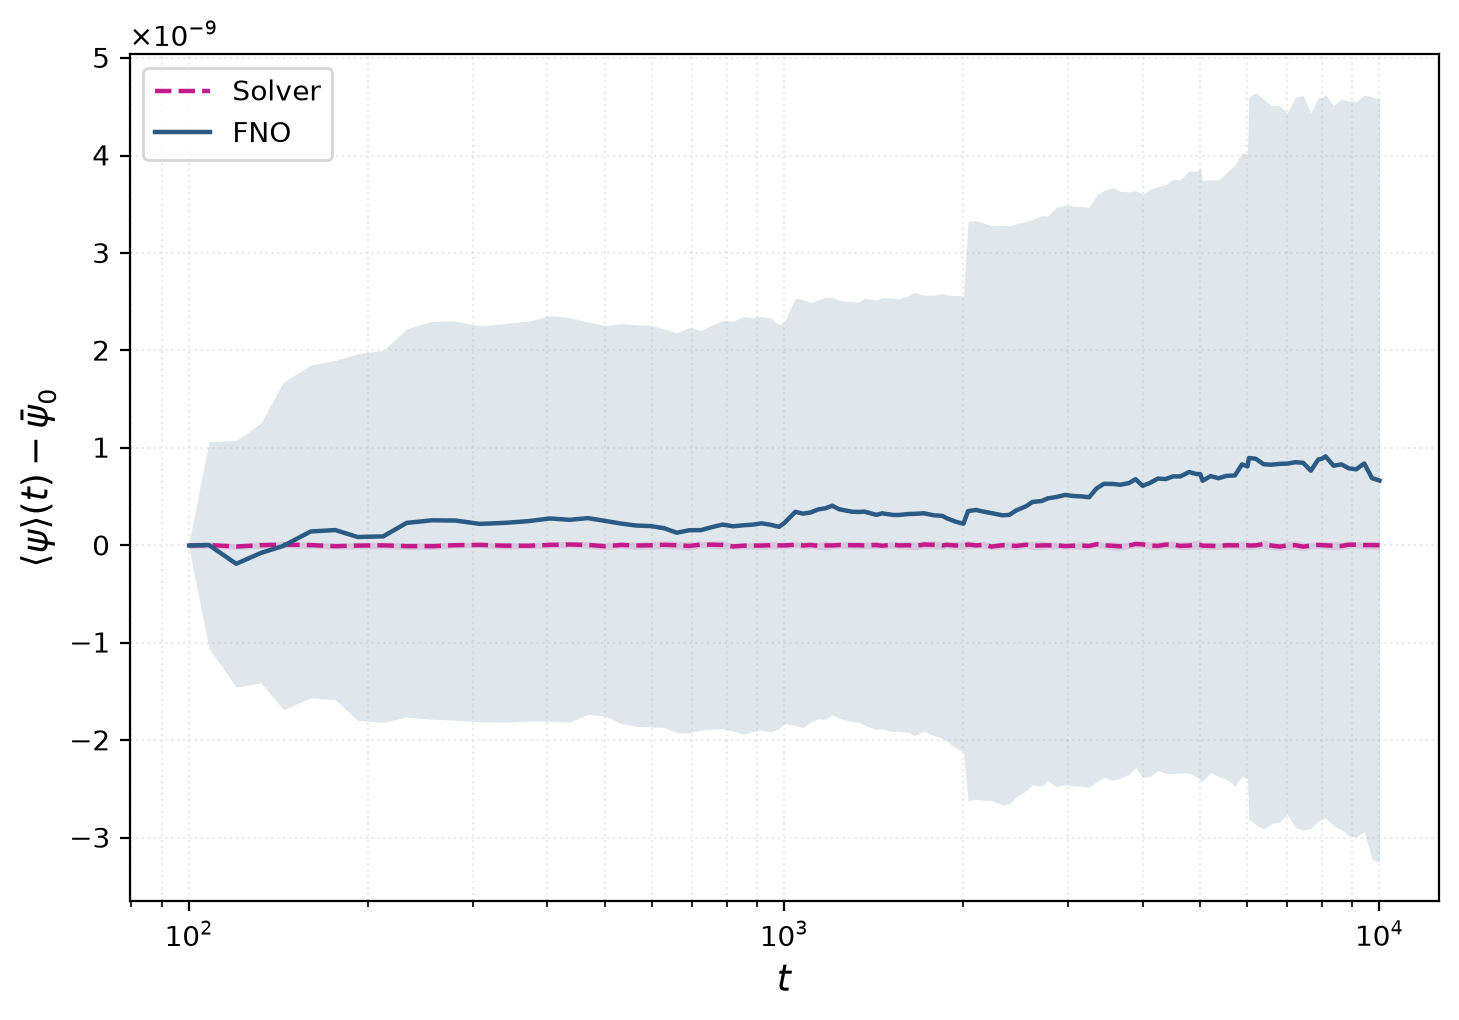 ×10⁻⁹
5
4
3
2
1
0
−1
−2
−3
Solver
FNO
⟨ψ⟩(t) − ψ̄₀
10² 10³ 10⁴
t